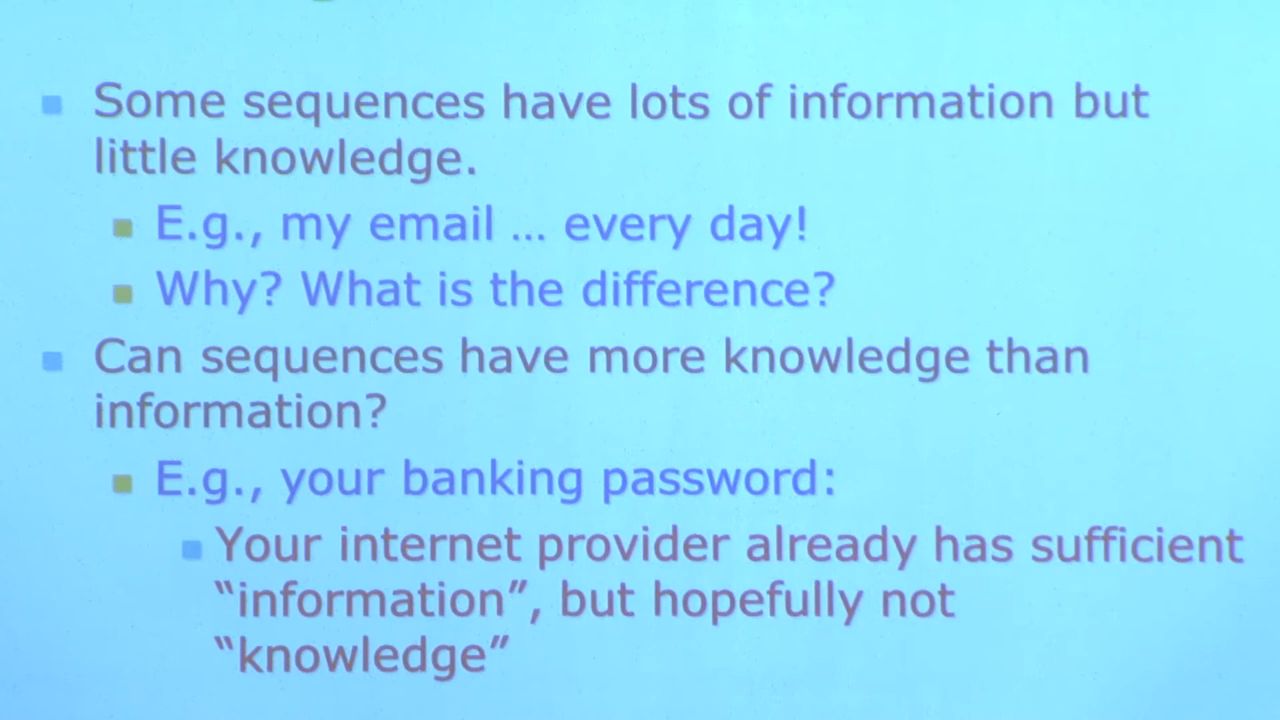 Some sequences have lots of information but
little knowledge.
E.g., my email … every day!
Why? What is the difference?
Can sequences have more knowledge than
information?
E.g., your banking password:
Your internet provider already has sufficient
“information”, but hopefully not
“knowledge”